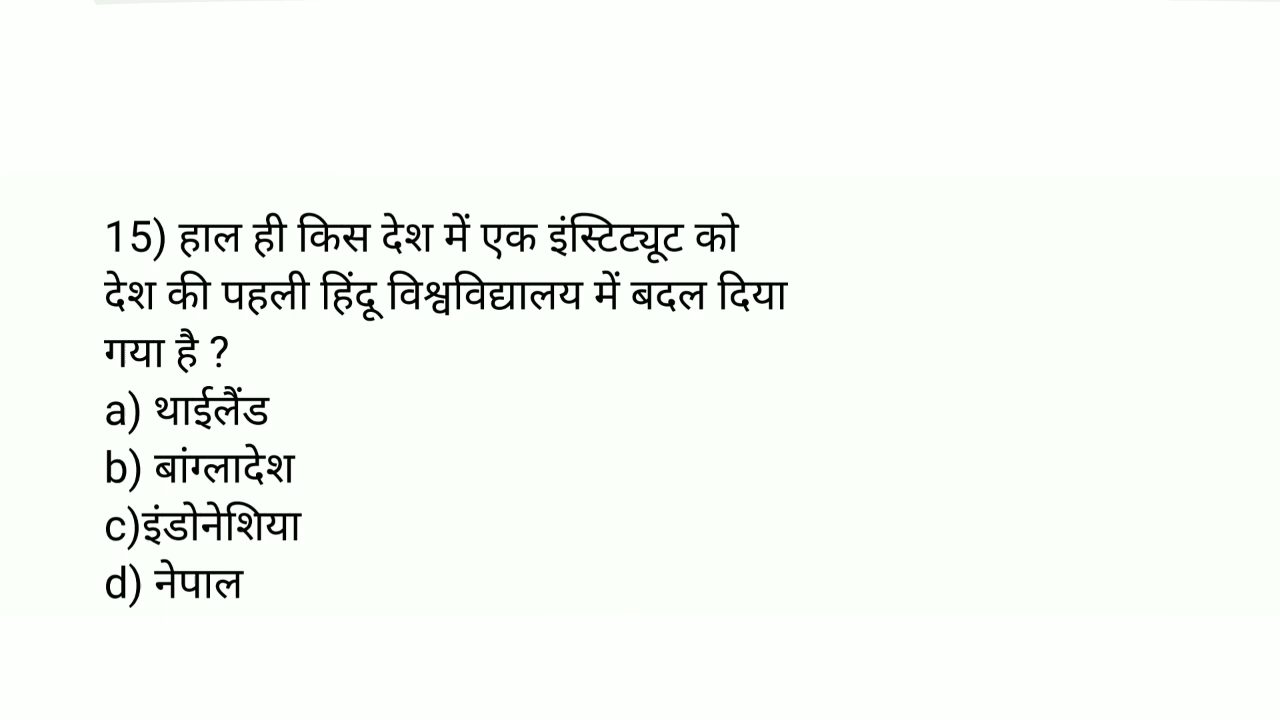 15) हाल ही किस देश में एक इंस्टिट्यूट को
देश की पहली हिंदू विश्वविद्यालय में बदल दिया
गया है ?
a) थाईलैंड
b) बांग्लादेश
c)इंडोनेशिया
d) नेपाल